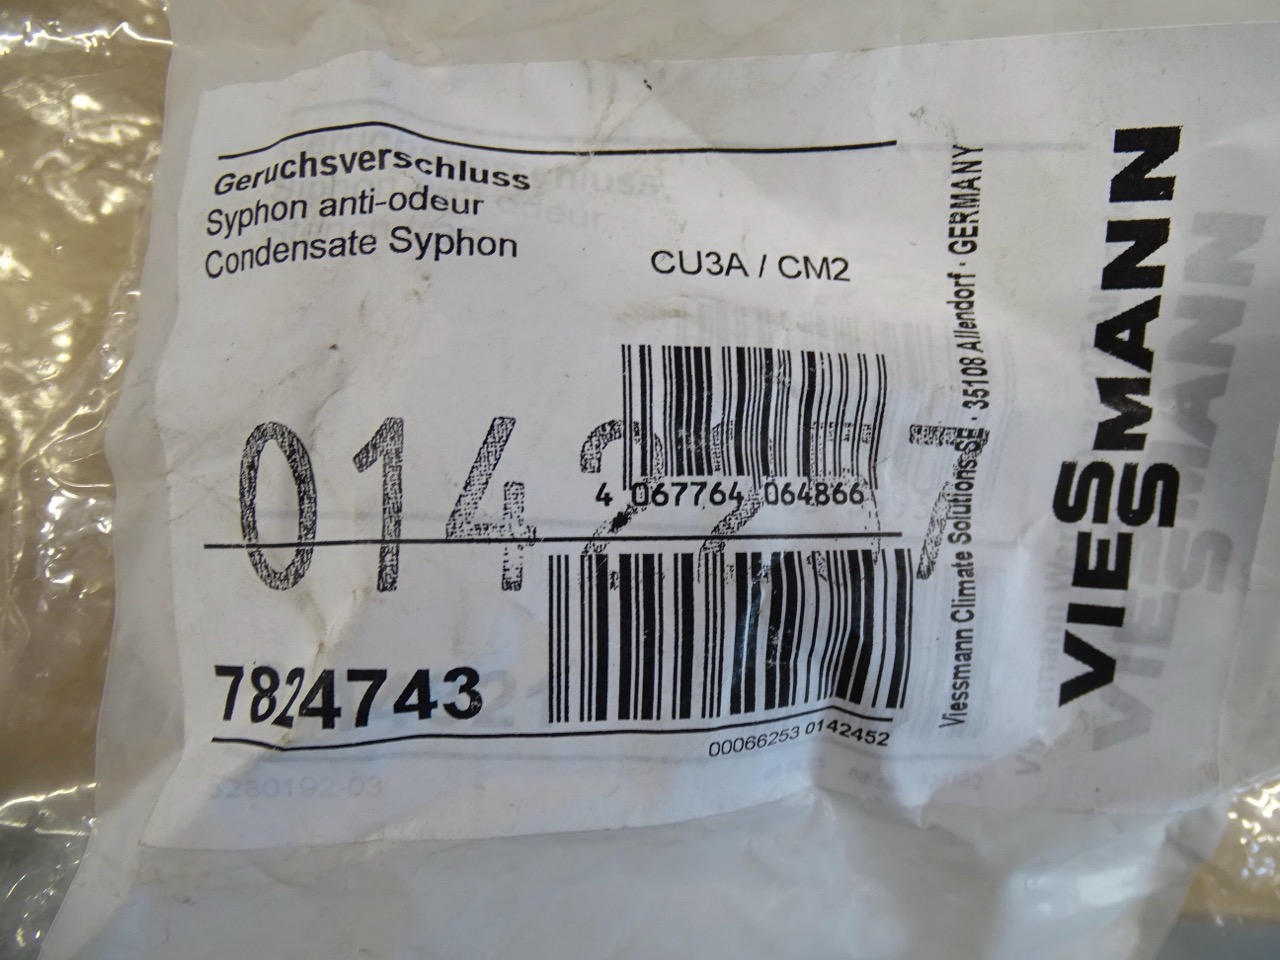 Geruchsverschluss
Syphon anti-odeur
Condensate Syphon
CU3A / CM2
4 067764 064866
7824743
00066253 0142452
Viessmann Climate Solutions SE · 35108 Allendorf · GERMANY
VIESMANN